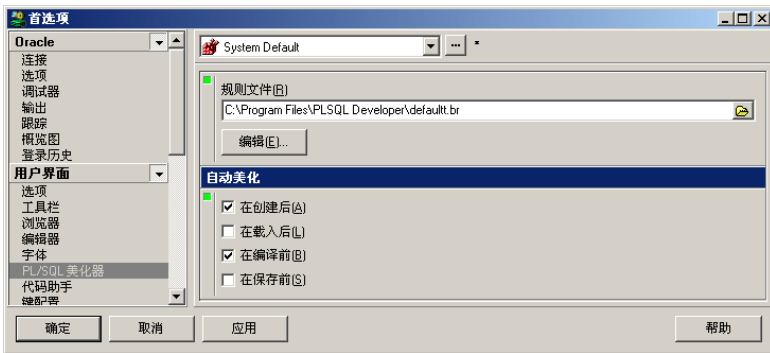 首选项
Oracle
连接
选项
调试器
输出
跟踪
概览图
登录历史
用户界面
选项
工具栏
浏览器
编辑器
字体
PL/SQL 美化器
代码助手
键配置
System Default
... *
规则文件(R)
C:\Program Files\PLSQL Developer\defaultt.br
编辑(E)...
自动美化
在创建后(A)
在载入后(L)
在编译前(B)
在保存前(S)
确定
取消
应用
帮助